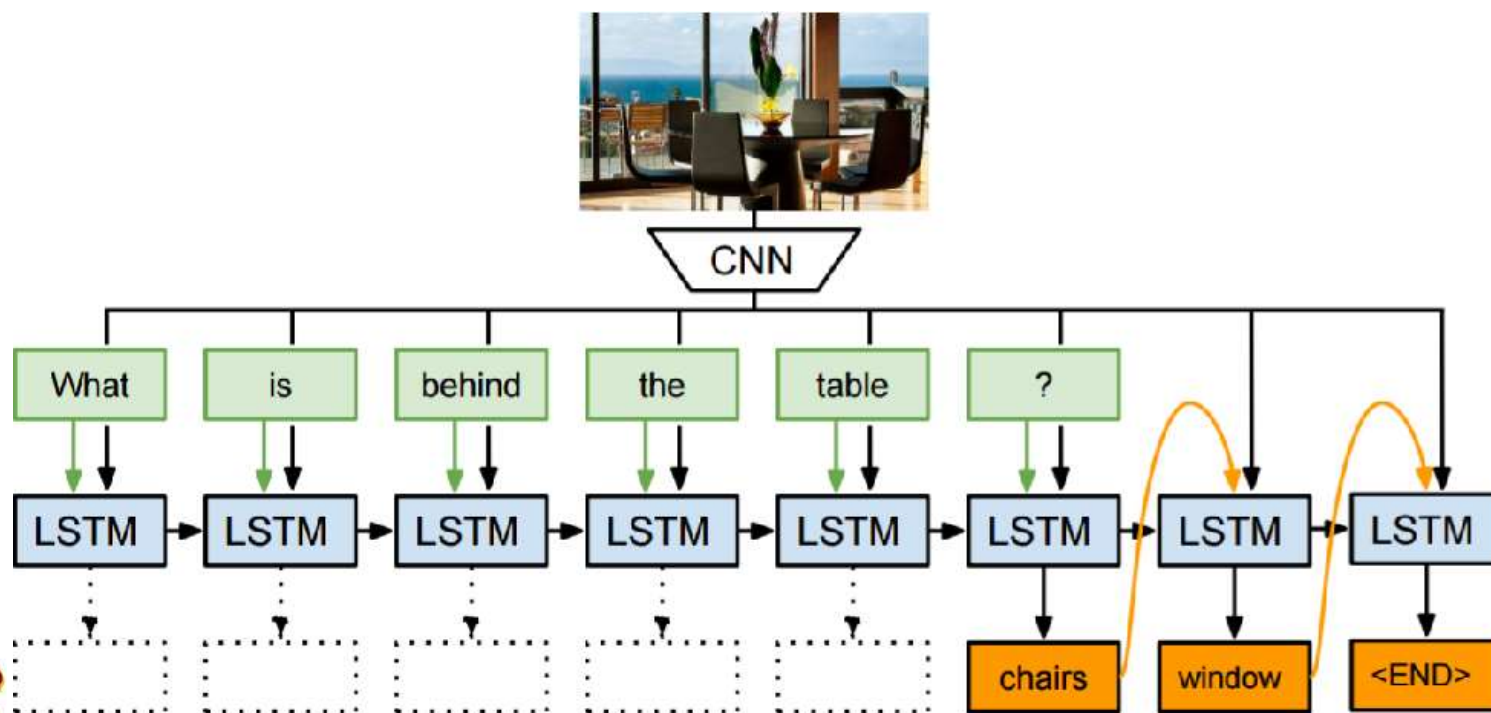 CNN
What is behind the table ?
LSTM LSTM LSTM LSTM LSTM LSTM LSTM LSTM
chairs window <END>